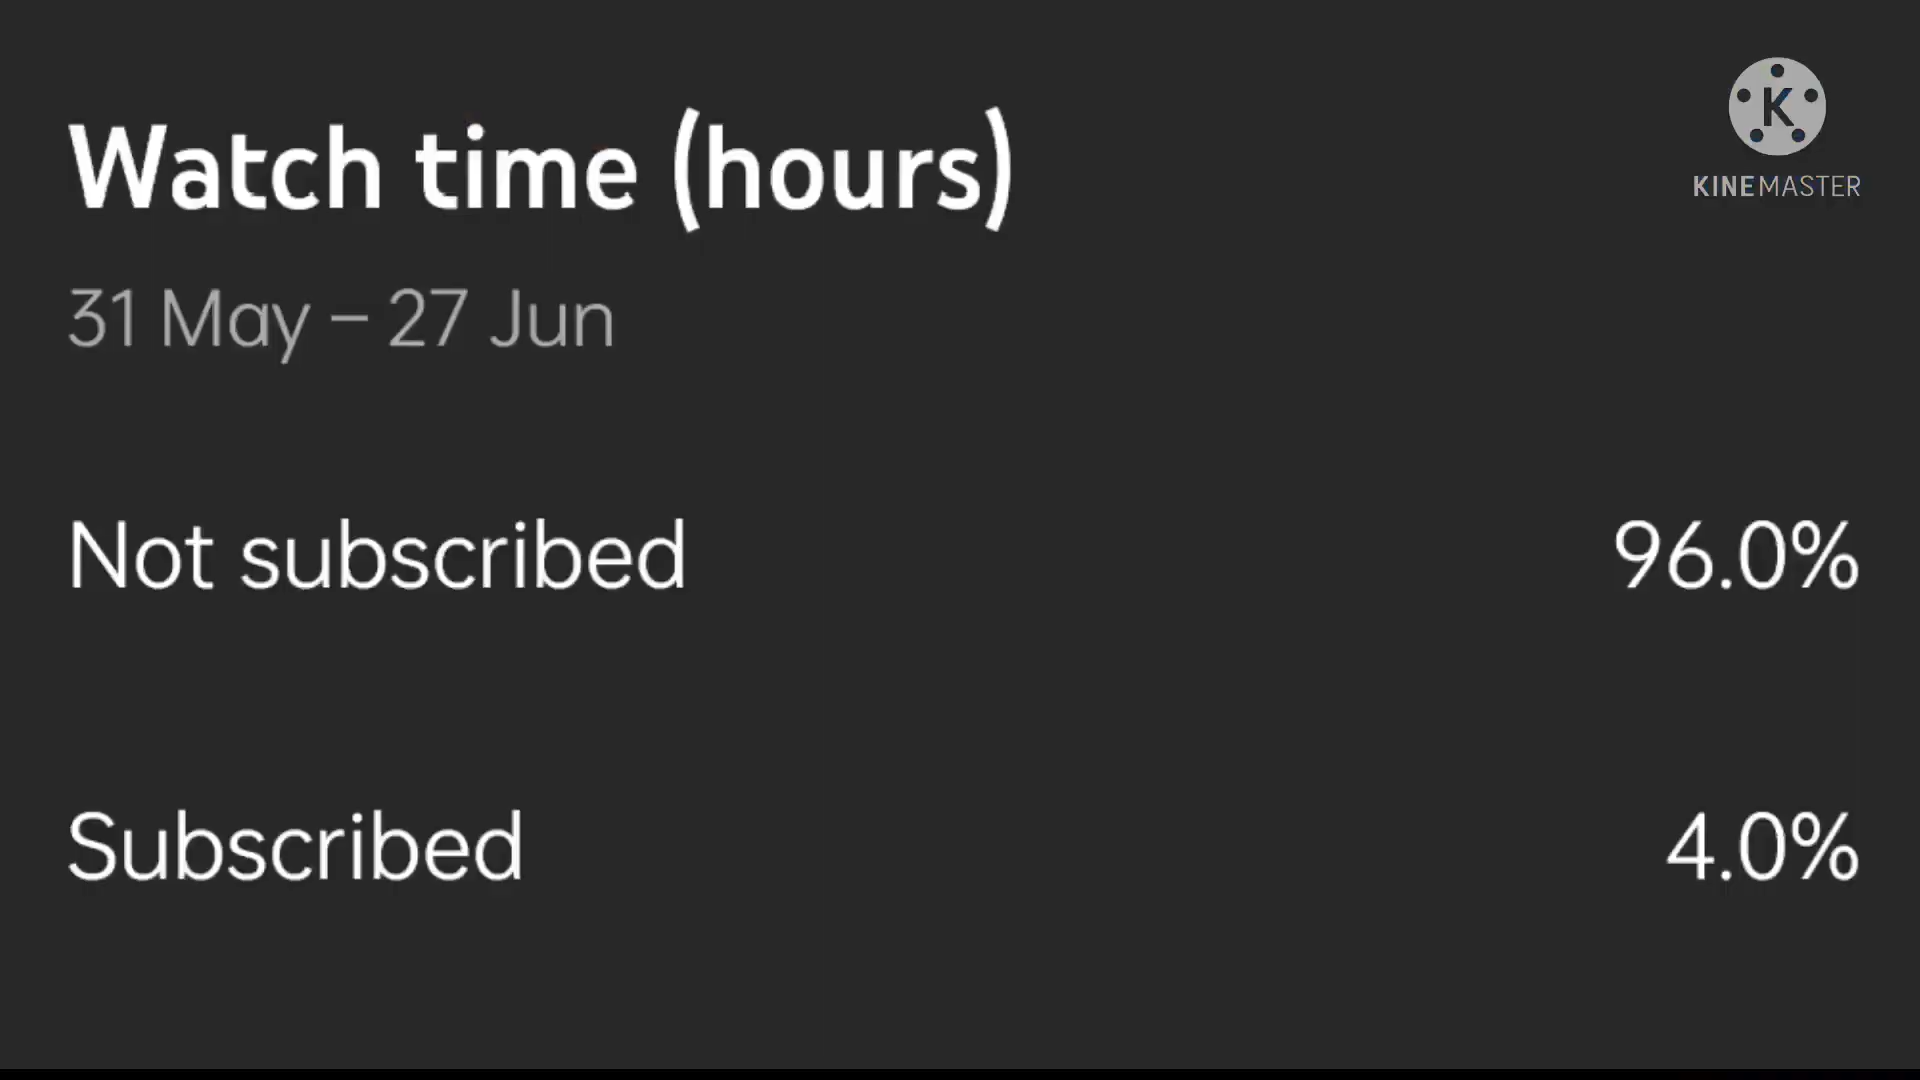 Watch time (hours)
KINEMASTER
31 May – 27 Jun
Not subscribed 96.0%
Subscribed 4.0%